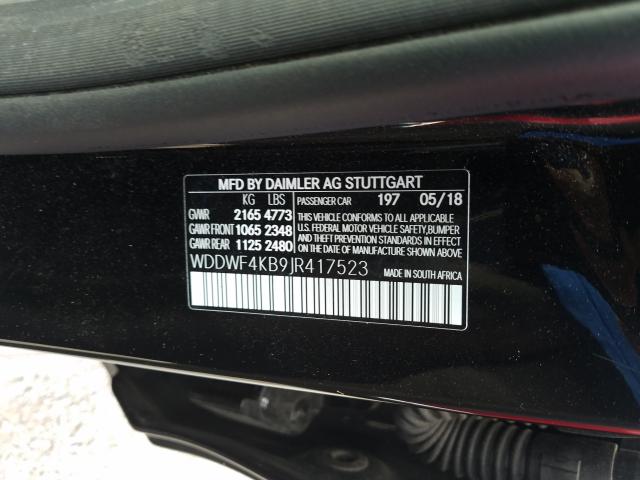 MFD BY DAIMLER AG STUTTGART
KG LBS PASSENGER CAR 197 05/18
GVWR 2165 4773 THIS VEHICLE CONFORMS TO ALL APPLICABLE
GAWR FRONT 1065 2348 U.S. FEDERAL MOTOR VEHICLE SAFETY,BUMPER
GAWR REAR 1125 2480 AND THEFT PREVENTION STANDARDS IN EFFECT ON THE DATE OF MANUFACTURE SHOWN ABOVE.
WDDWF4KB9JR417523 MADE IN SOUTH AFRICA